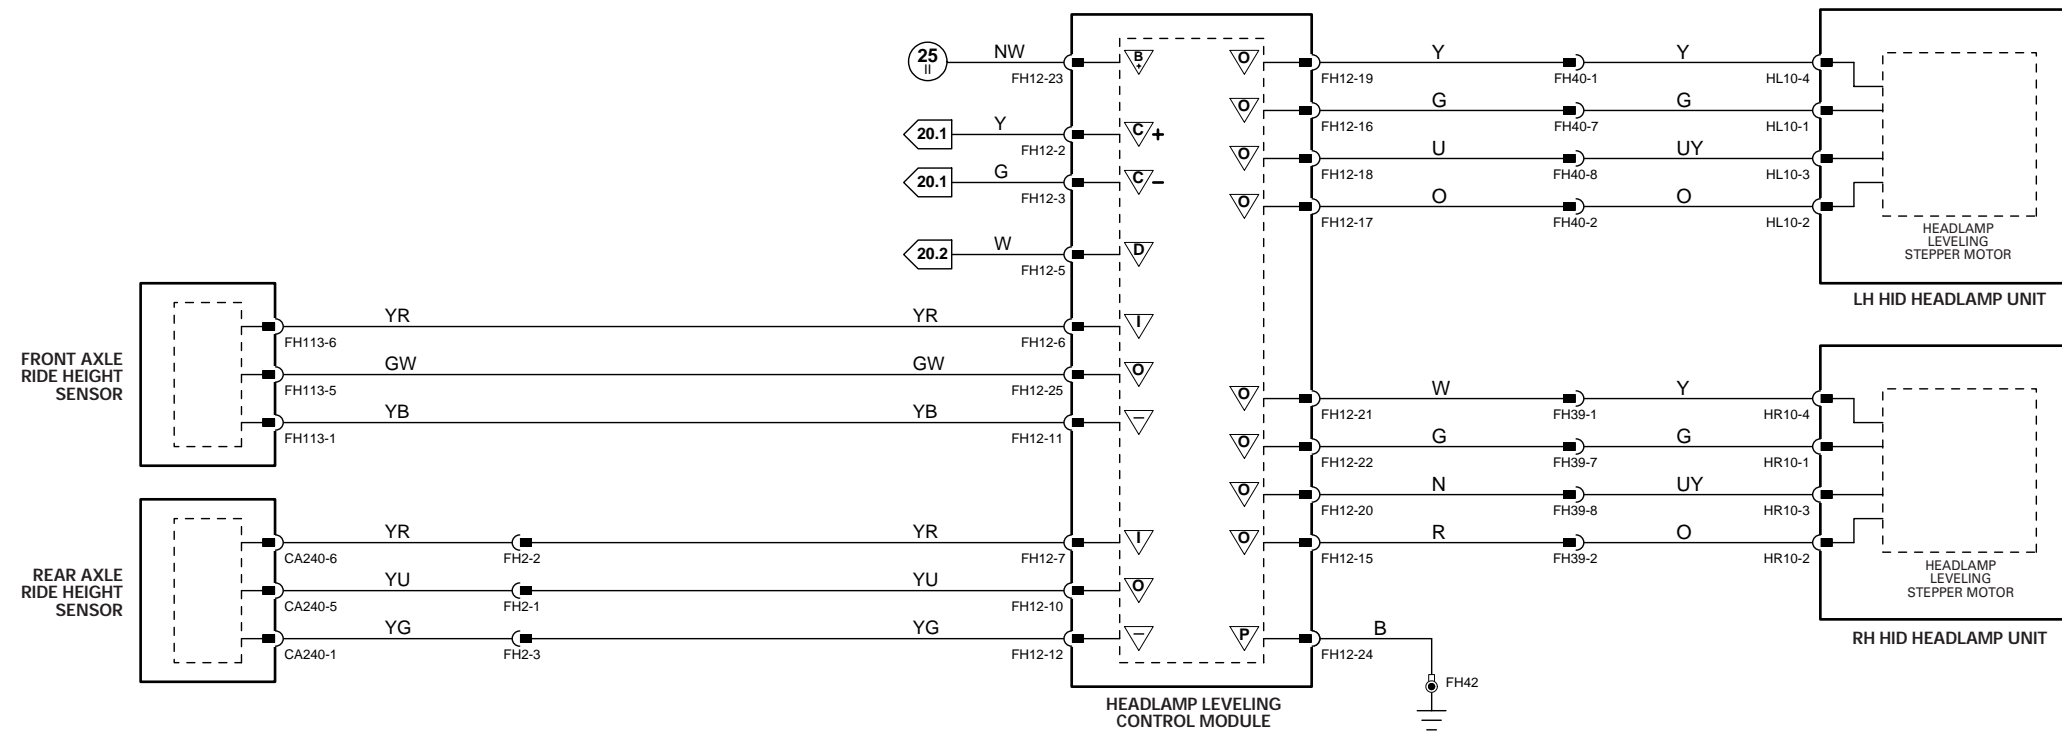 25
II
NW
FH12-23
B
+
20.1
Y
FH12-2
C
+
20.1
G
FH12-3
C
–
20.2
W
FH12-5
D
FRONT AXLE
RIDE HEIGHT
SENSOR
YR
YR
FH113-6
FH12-6
I
GW
GW
FH113-5
FH12-25
O
YB
YB
FH113-1
FH12-11
–
REAR AXLE
RIDE HEIGHT
SENSOR
YR
YR
CA240-6
FH2-2
FH12-7
I
YU
YU
CA240-5
FH2-1
FH12-10
O
YG
YG
CA240-1
FH2-3
FH12-12
–
HEADLAMP LEVELING
CONTROL MODULE
O
Y
Y
FH12-19
FH40-1
HL10-4
O
G
G
FH12-16
FH40-7
HL10-1
O
U
UY
FH12-18
FH40-8
HL10-3
O
O
O
FH12-17
FH40-2
HL10-2
HEADLAMP
LEVELING
STEPPER MOTOR
LH HID HEADLAMP UNIT
O
W
Y
FH12-21
FH39-1
HR10-4
O
G
G
FH12-22
FH39-7
HR10-1
O
N
UY
FH12-20
FH39-8
HR10-3
O
R
O
FH12-15
FH39-2
HR10-2
HEADLAMP
LEVELING
STEPPER MOTOR
RH HID HEADLAMP UNIT
P
B
FH12-24
FH42